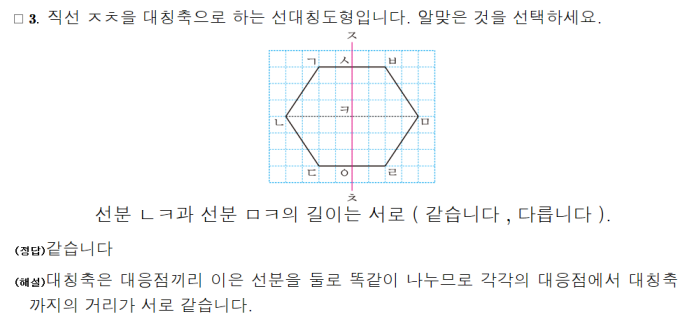 □ 3. 직선 ㅈㅊ을 대칭축으로 하는 선대칭도형입니다. 알맞은 것을 선택하세요.
ㅈ
ㄱ ㅅ ㅂ
ㅋ
ㄴ ㅁ
ㄷ ㅇ ㄹ
ㅊ
선분 ㄴㅋ과 선분 ㅁㅋ의 길이는 서로 ( 같습니다 , 다릅니다 ).
(정답)같습니다
(해설)대칭축은 대응점끼리 이은 선분을 둘로 똑같이 나누므로 각각의 대응점에서 대칭축
까지의 거리가 서로 같습니다.